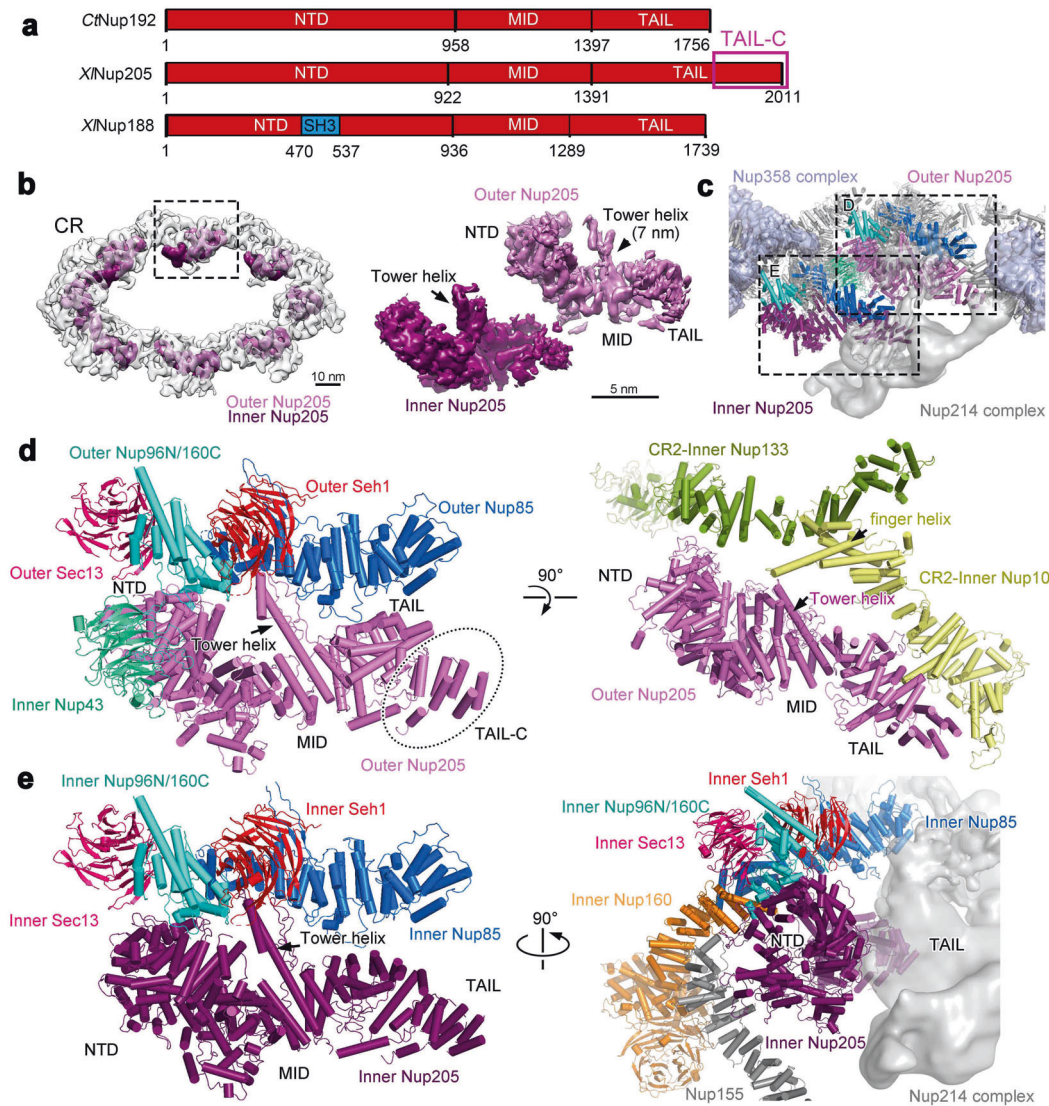 a
CtNup192
NTD
MID
TAIL
1
958
1397
1756
TAIL-C
XlNup205
NTD
MID
TAIL
1
922
1391
2011
XlNup188
NTD
SH3
MID
TAIL
1
470
537
936
1289
1739
b
CR
10 nm
Outer Nup205
Inner Nup205
Outer Nup205
NTD
Tower helix
(7 nm)
Tower helix
MID
TAIL
Inner Nup205
5 nm
c
Nup358 complex
Outer Nup205
D
E
Inner Nup205
Nup214 complex
d
Outer Nup96N/160C
Outer Seh1
Outer Nup85
Outer Sec13
NTD
TAIL
Tower helix
Inner Nup43
MID
TAIL-C
Outer Nup205
90°
CR2-Inner Nup133
finger helix
NTD
CR2-Inner Nup10
Tower helix
Outer Nup205
MID
TAIL
e
Inner Nup96N/160C
Inner Seh1
Inner Sec13
Inner Nup85
Tower helix
TAIL
NTD
MID
Inner Nup205
90°
Inner Seh1
Inner Nup96N/160C
Inner Nup85
Inner Sec13
Inner Nup160
NTD
TAIL
Inner Nup205
Nup155
Nup214 complex